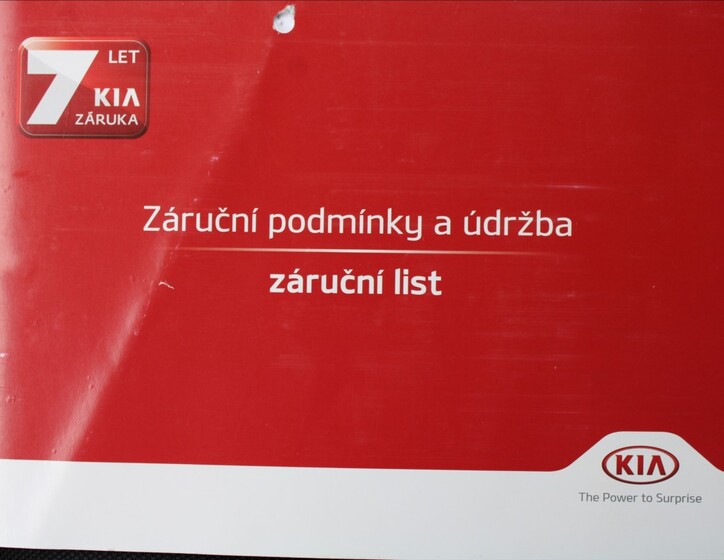 7 LET
KIA
ZÁRUKA
Záruční podmínky a údržba
záruční list
KIA
The Power to Surprise